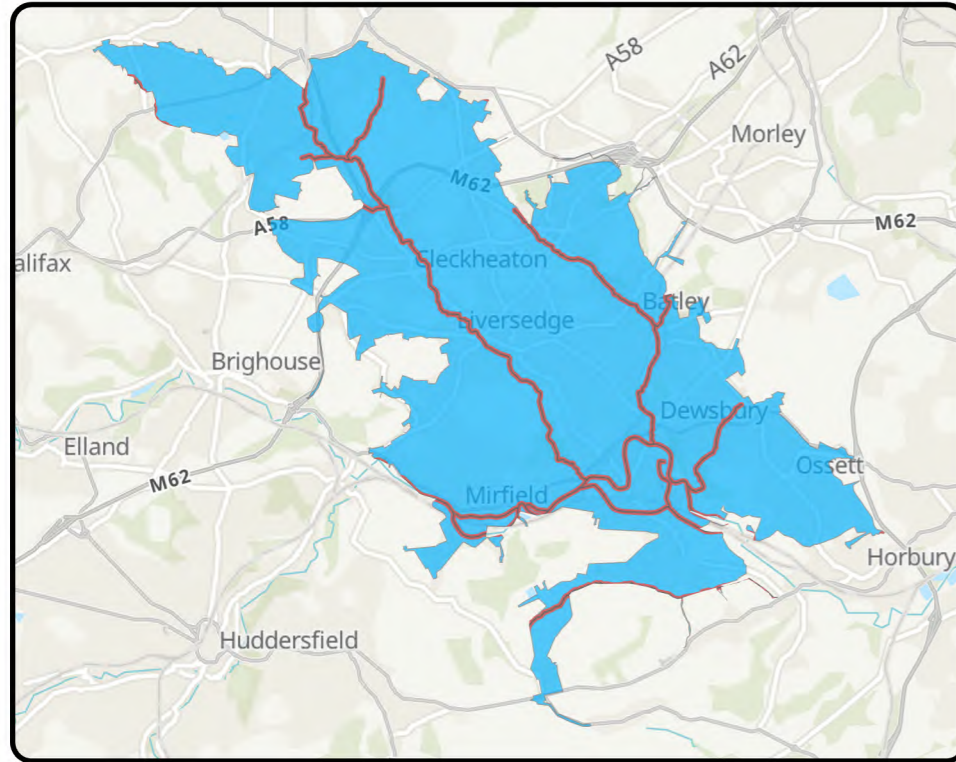 A58
A62
Morley
M62
M62
A58
alifax
Cleckheaton
Batley
Liversedge
Brighouse
Dewsbury
Elland
Ossett
M62
Mirfield
Horbury
Huddersfield